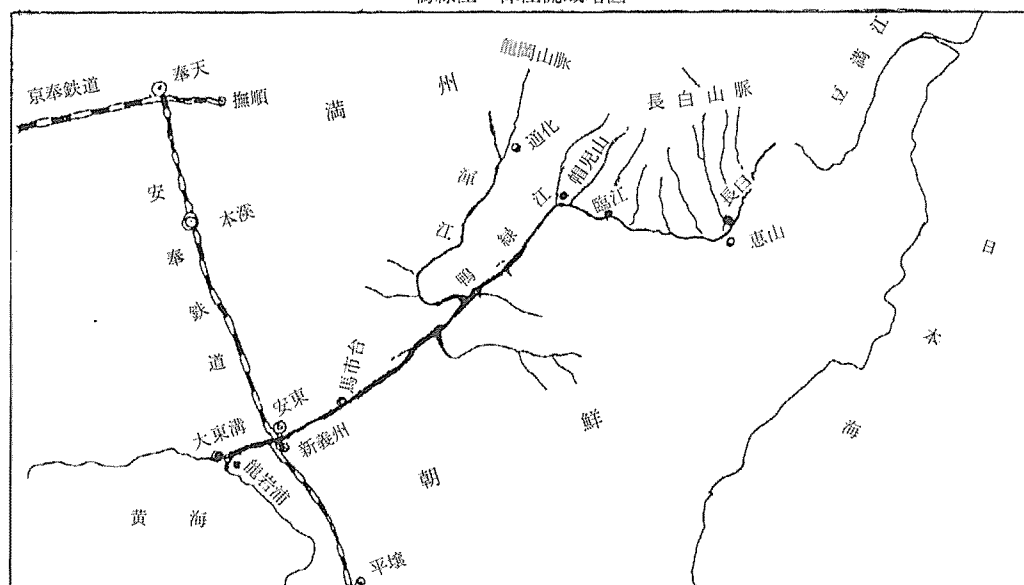 京奉鉄道
奉天
撫順
満州
龍岡山脈
通化
長白山脈
豆満江
渾江
帽児山
臨江
長白
恵山
鴨緑江
安奉鉄道
本溪
馬市台
安東
新義州
大東溝
龍岩浦
黄海
平壌
朝鮮
日本海